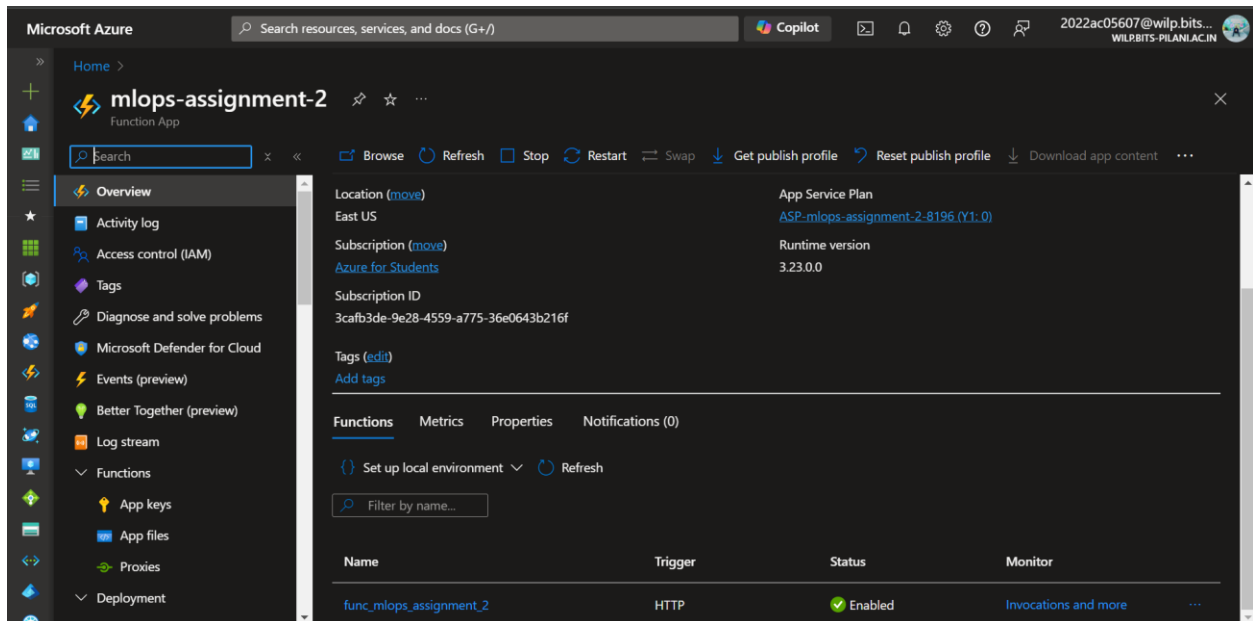 Microsoft Azure
Search resources, services, and docs (G+/)
Copilot
2022ac05607@wilp.bits...
WILP.BITS-PILANI.AC.IN
Home >
mlops-assignment-2
Function App
Search
Browse Refresh Stop Restart Swap Get publish profile Reset publish profile Download app content ...
Overview
Activity log
Access control (IAM)
Tags
Diagnose and solve problems
Microsoft Defender for Cloud
Events (preview)
Better Together (preview)
Log stream
Functions
App keys
App files
Proxies
Deployment
Location (move)
East US
Subscription (move)
Azure for Students
Subscription ID
3cafb3de-9e28-4559-a775-36e0643b216f
Tags (edit)
Add tags
App Service Plan
ASP-mlops-assignment-2-8196 (Y1: 0)
Runtime version
3.23.0.0
Functions Metrics Properties Notifications (0)
{} Set up local environment Refresh
Filter by name...
Name Trigger Status Monitor
func_mlops_assignment_2 HTTP Enabled Invocations and more ...